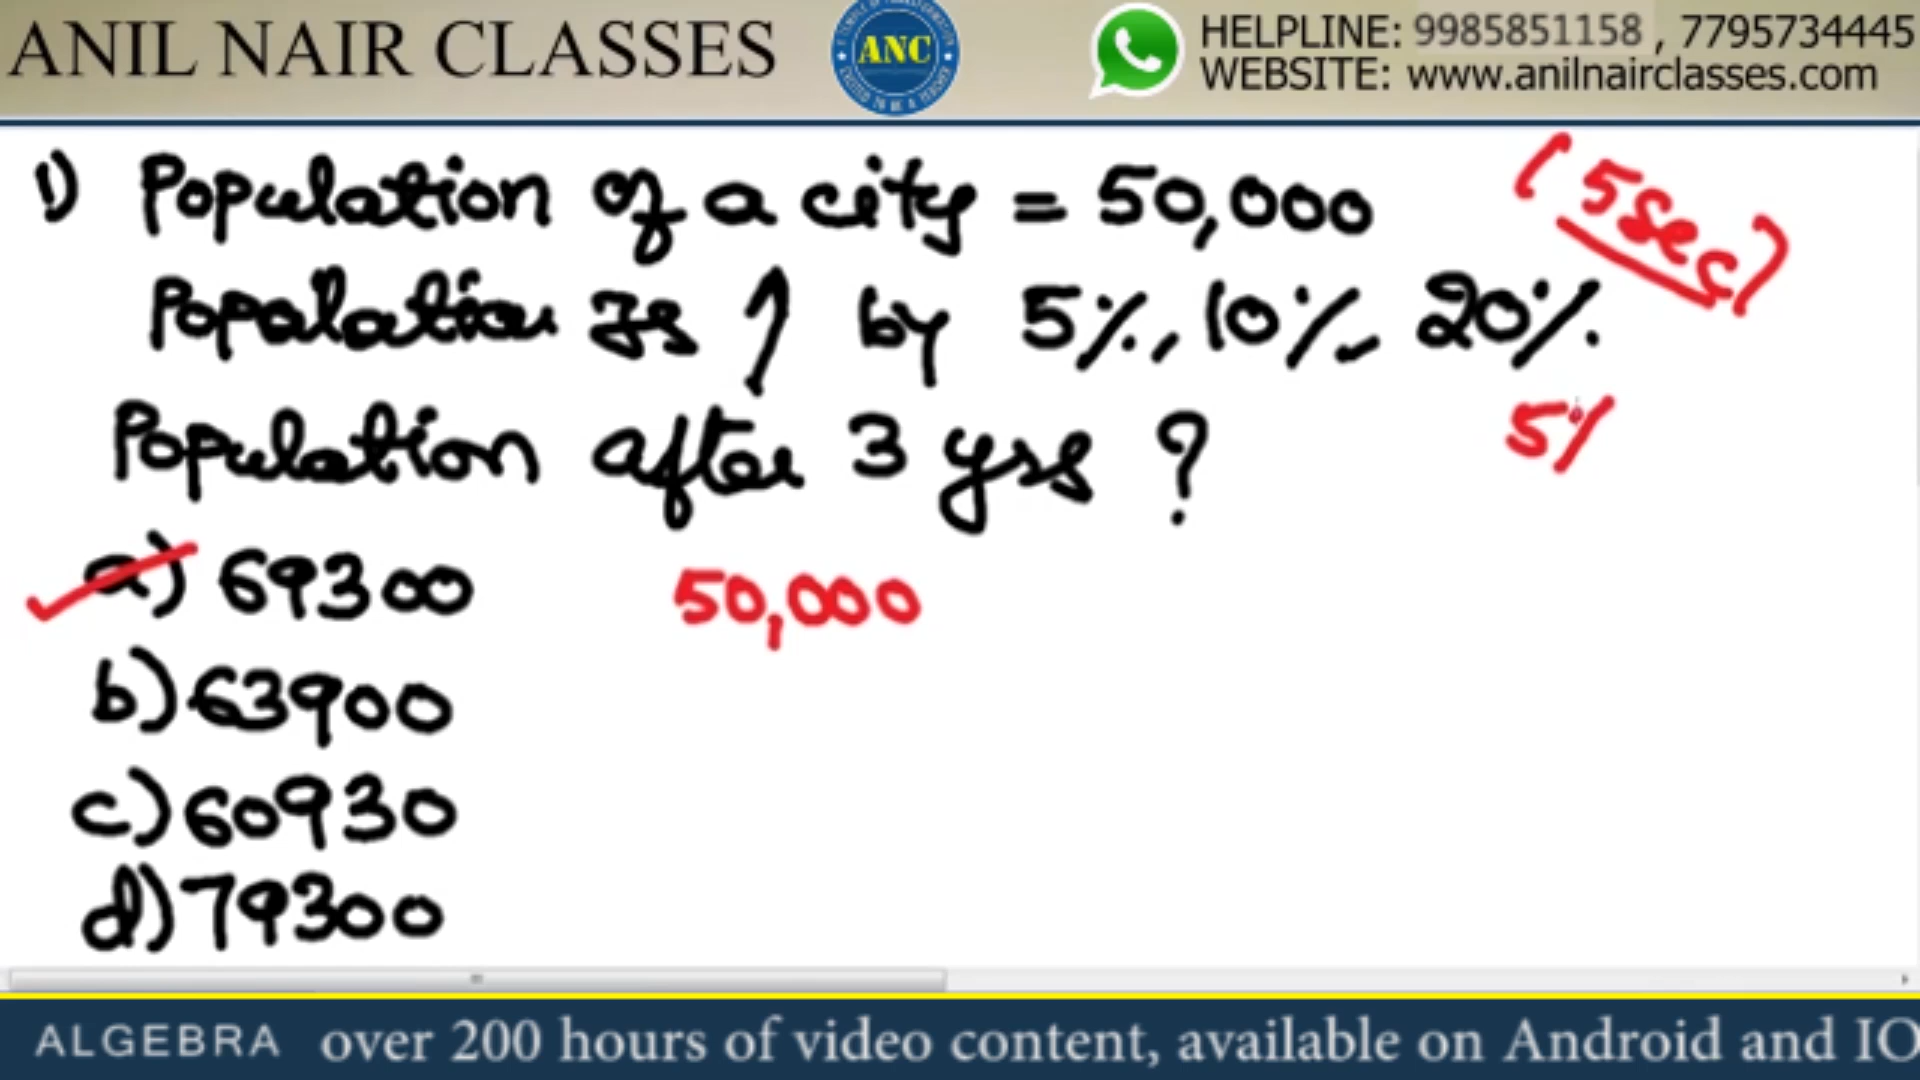 ANIL NAIR CLASSES
ANC
HELPLINE: 9985851158 , 7795734445
WEBSITE: www.anilnairclasses.com
1) Population of a city = 50,000
(5sec)
Population is ↑ by 5%, 10%, 20%.
5%
Population after 3 yrs ?
a) 69300
50,000
b) 63900
c) 60930
d) 79300
ALGEBRA over 200 hours of video content, available on Android and IO